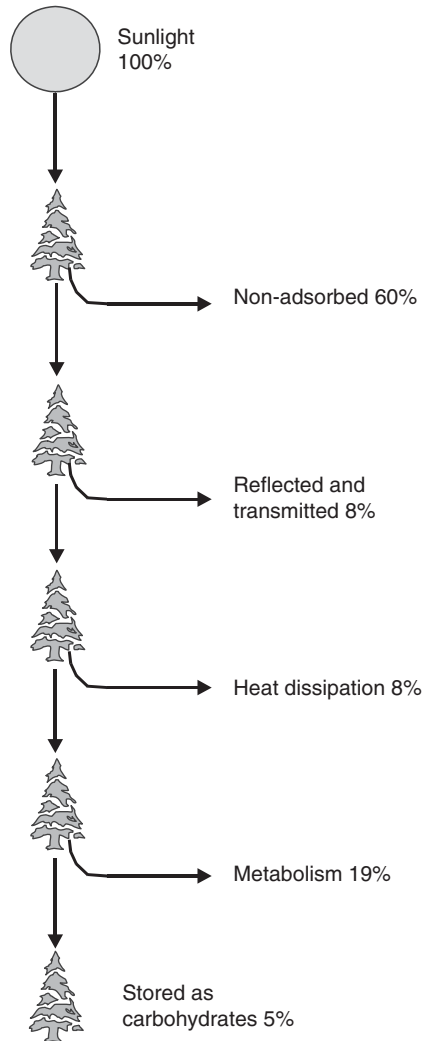 Sunlight
100%
Non-adsorbed 60%
Reflected and
transmitted 8%
Heat dissipation 8%
Metabolism 19%
Stored as
carbohydrates 5%